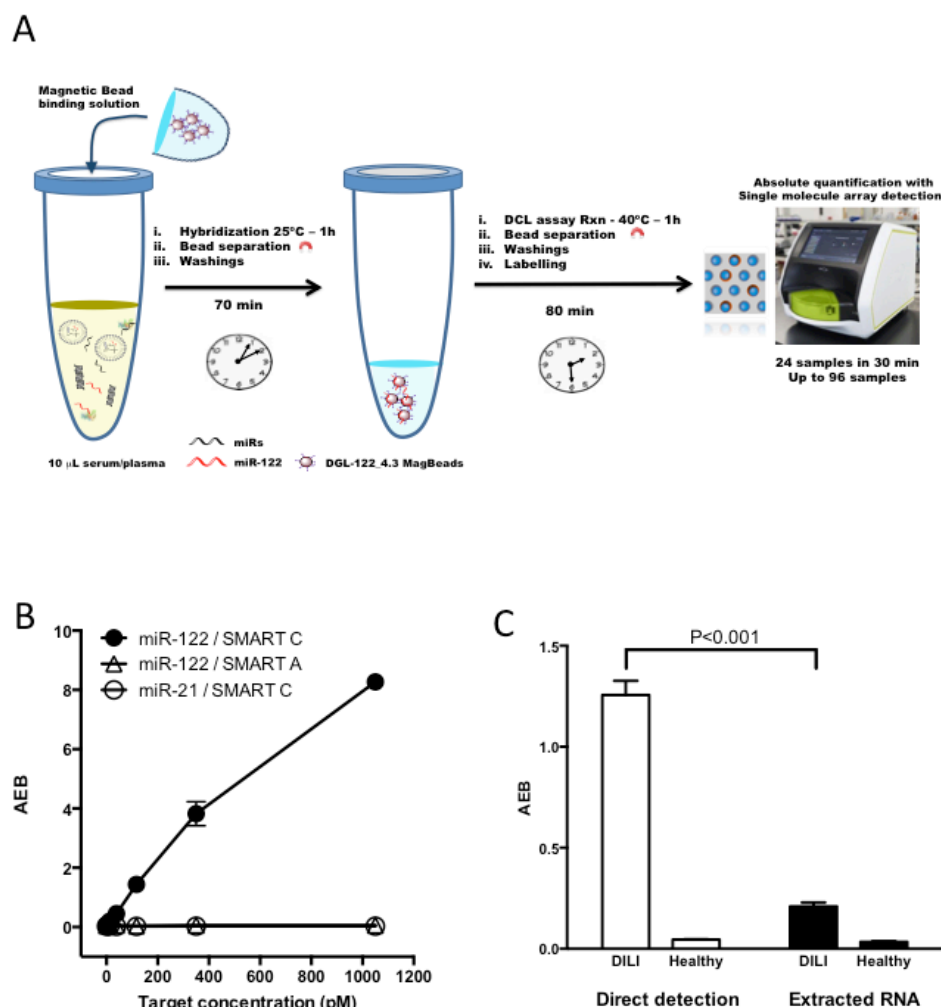 A
Magnetic Bead
binding solution
i. Hybridization 25ºC – 1h
ii. Bead separation
iii. Washings
70 min
i. DCL assay Rxn - 40ºC – 1h
ii. Bead separation
iii. Washings
iv. Labelling
80 min
Absolute quantification with
Single molecule array detection
24 samples in 30 min
Up to 96 samples
10 µL serum/plasma
miRs
miR-122
DGL-122_4.3 MagBeads
B
miR-122 / SMART C
miR-122 / SMART A
miR-21 / SMART C
AEB
10
8
6
4
2
0
0 200 400 600 800 1000 1200
Target concentration (pM)
C
P<0.001
AEB
1.5
1.0
0.5
0.0
DILI Healthy DILI Healthy
Direct detection Extracted RNA